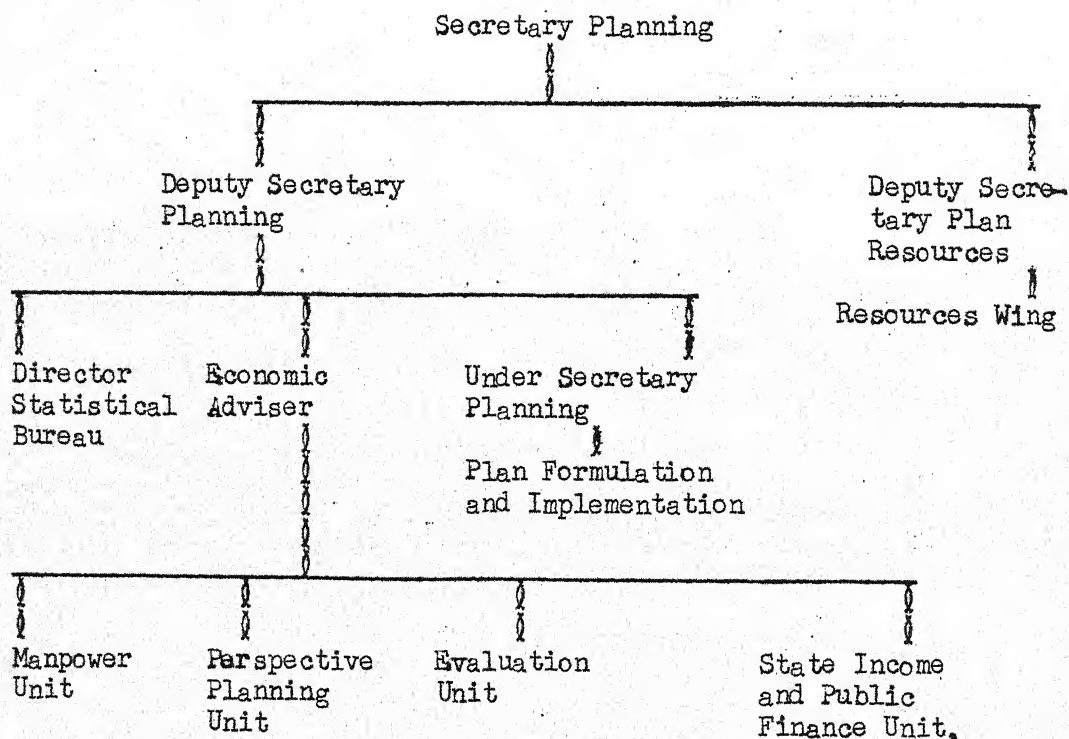 Secretary Planning
Deputy Secretary
Planning
Deputy Secre-
tary Plan
Resources
Resources Wing
Director
Statistical
Bureau
Economic
Adviser
Under Secretary
Planning
Plan Formulation
and Implementation
Manpower
Unit
Perspective
Planning
Unit
Evaluation
Unit
State Income
and Public
Finance Unit.